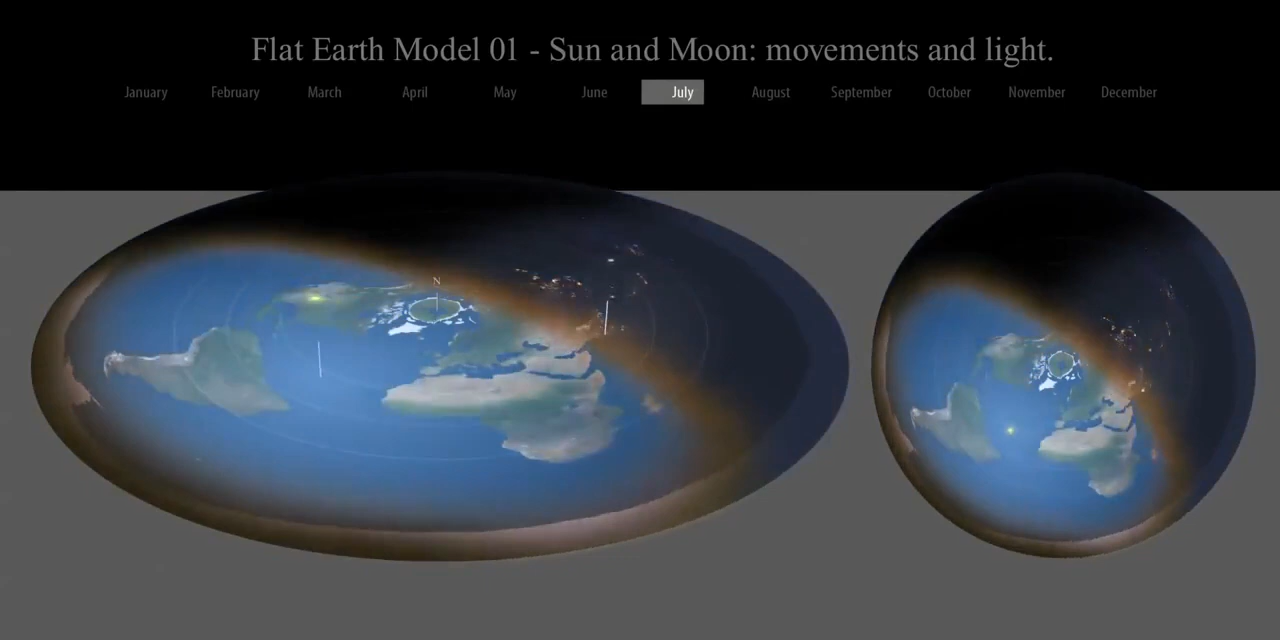 Flat Earth Model 01 - Sun and Moon: movements and light.
January February March April May June July August September October November December
N